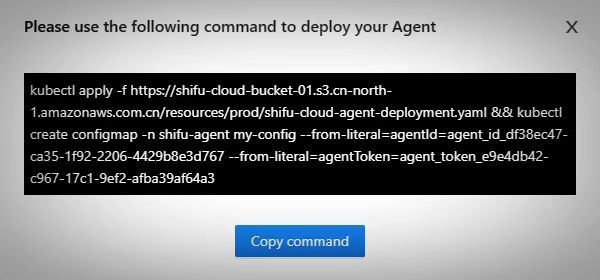 Please use the following command to deploy your Agent
X
kubectl apply -f https://shifu-cloud-bucket-01.s3.cn-north-
1.amazonaws.com.cn/resources/prod/shifu-cloud-agent-deployment.yaml && kubectl
create configmap -n shifu-agent my-config --from-literal=agentId=agent_id_df38ec47-
ca35-1f92-2206-4429b8e3d767 --from-literal=agentToken=agent_token_e9e4db42-
c967-17c1-9ef2-afba39af64a3
Copy command